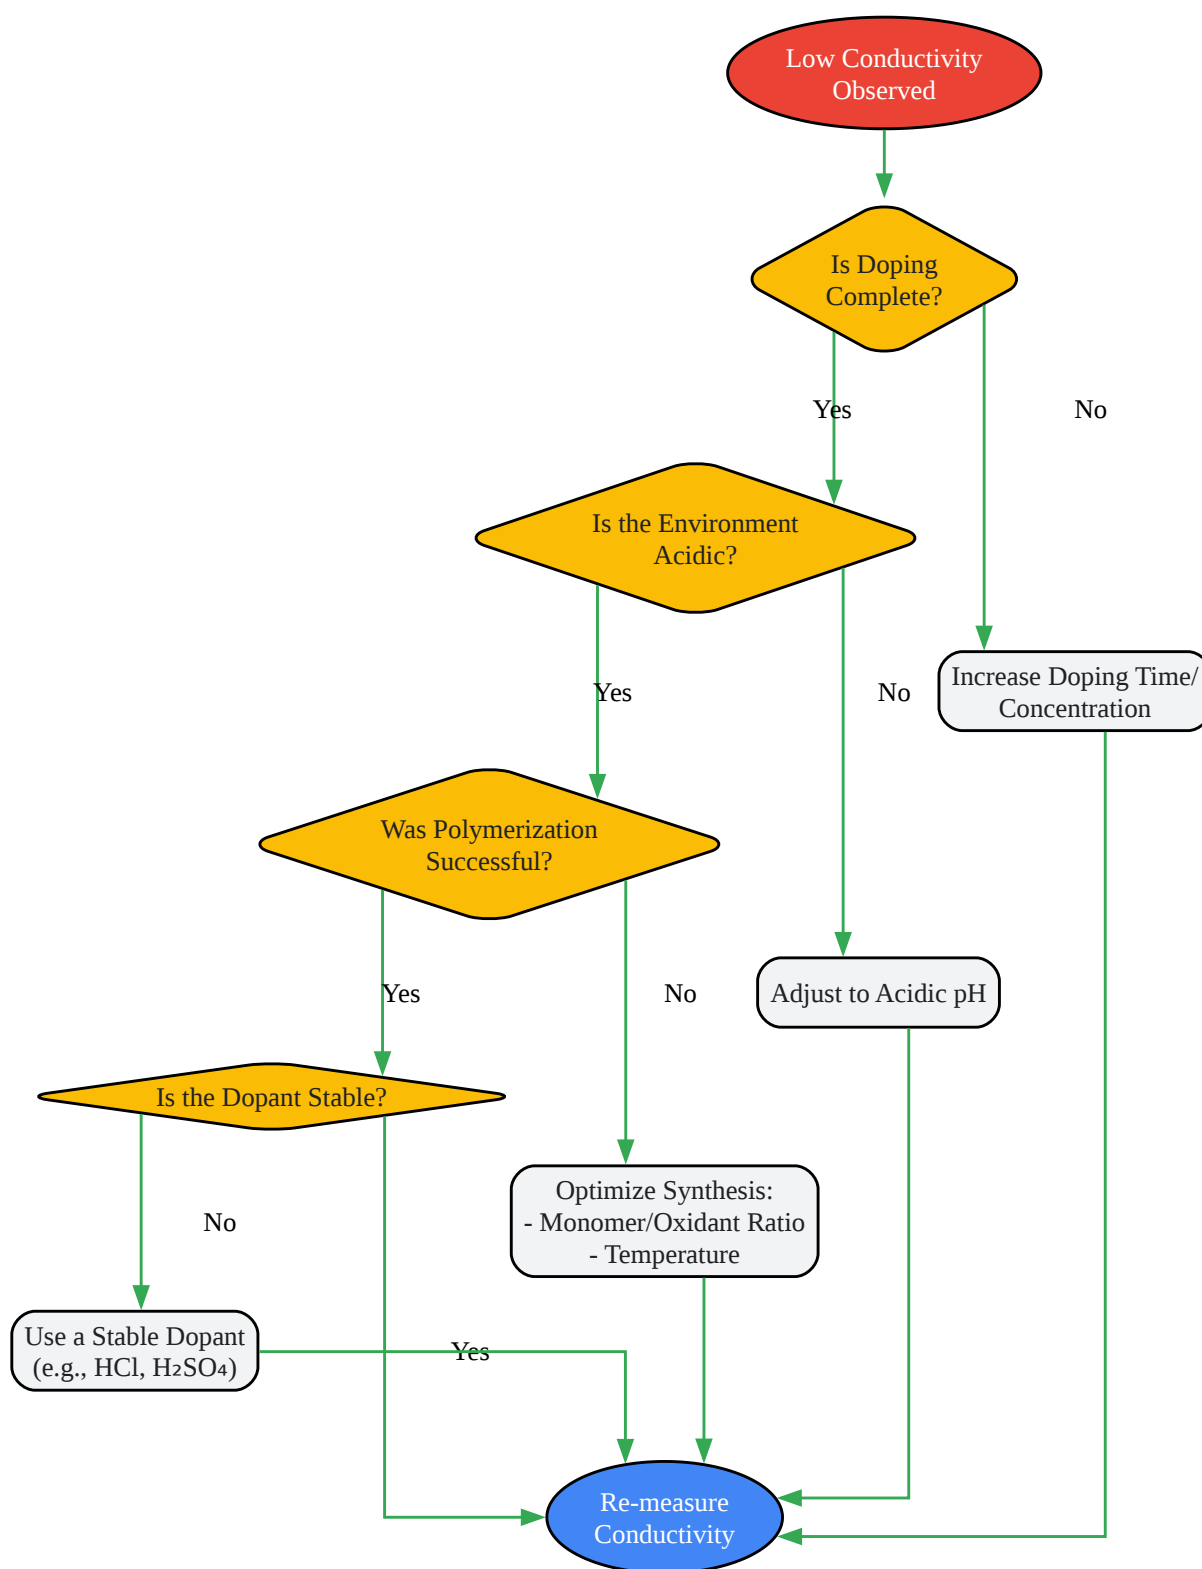 Low Conductivity
Observed
Is Doping
Complete?
Yes
No
Is the Environment
Acidic?
Yes
No
Increase Doping Time/
Concentration
Was Polymerization
Successful?
Yes
No
Adjust to Acidic pH
Is the Dopant Stable?
No
Optimize Synthesis:
- Monomer/Oxidant Ratio
- Temperature
Use a Stable Dopant
(e.g., HCl, H₂SO₄)
Yes
Re-measure
Conductivity